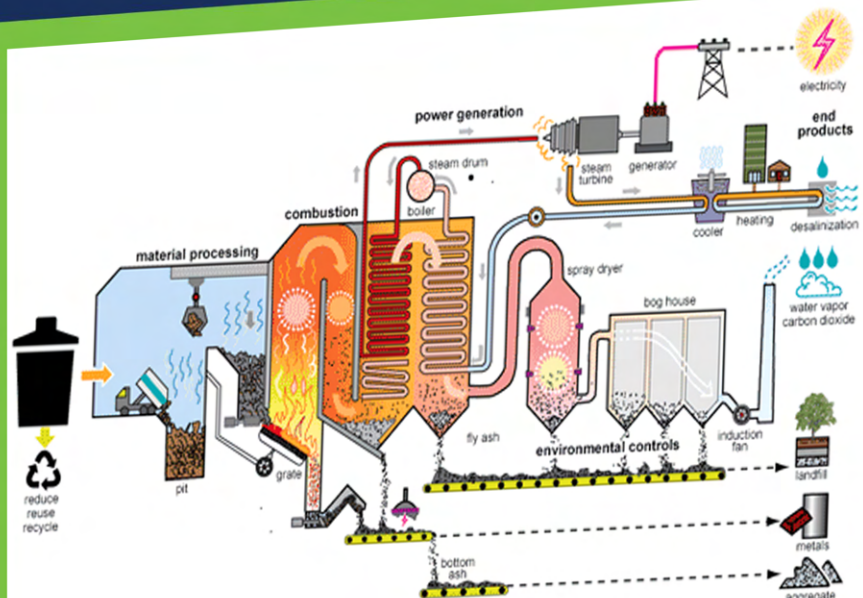 electricity
end
products
power generation
steam drum
steam
turbine
generator
boiler
combustion
cooler
heating
desalinization
material processing
spray dryer
water vapor
carbon dioxide
bog house
fly ash
environmental controls
induction
fan
landfill
grate
pit
reduce
reuse
recycle
metals
bottom
ash
aggregate